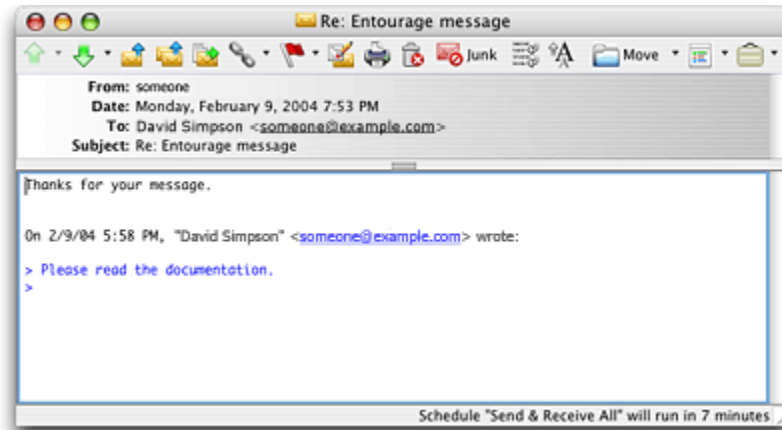 Re: Entourage message
Junk
Move
From: someone
Date: Monday, February 9, 2004 7:53 PM
To: David Simpson <someone@example.com>
Subject: Re: Entourage message
Thanks for your message.
On 2/9/04 5:58 PM, "David Simpson" <someone@example.com> wrote:
> Please read the documentation.
>
Schedule "Send & Receive All" will run in 7 minutes